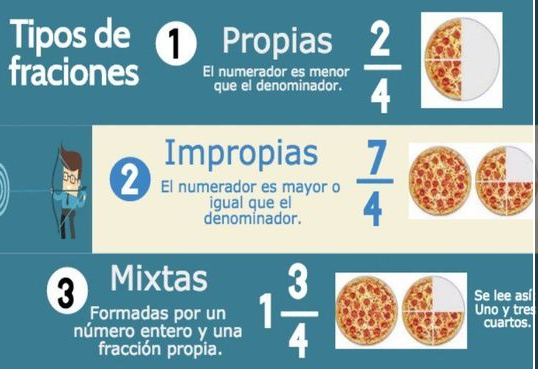 Tipos de
fraciones
1 Propias
El numerador es menor
que el denominador.
2
4
2 Impropias
El numerador es mayor o
igual que el
denominador.
7
4
3 Mixtas
Formadas por un
número entero y una
fracción propia.
1 3
4
Se lee así
Uno y tres
cuartos.